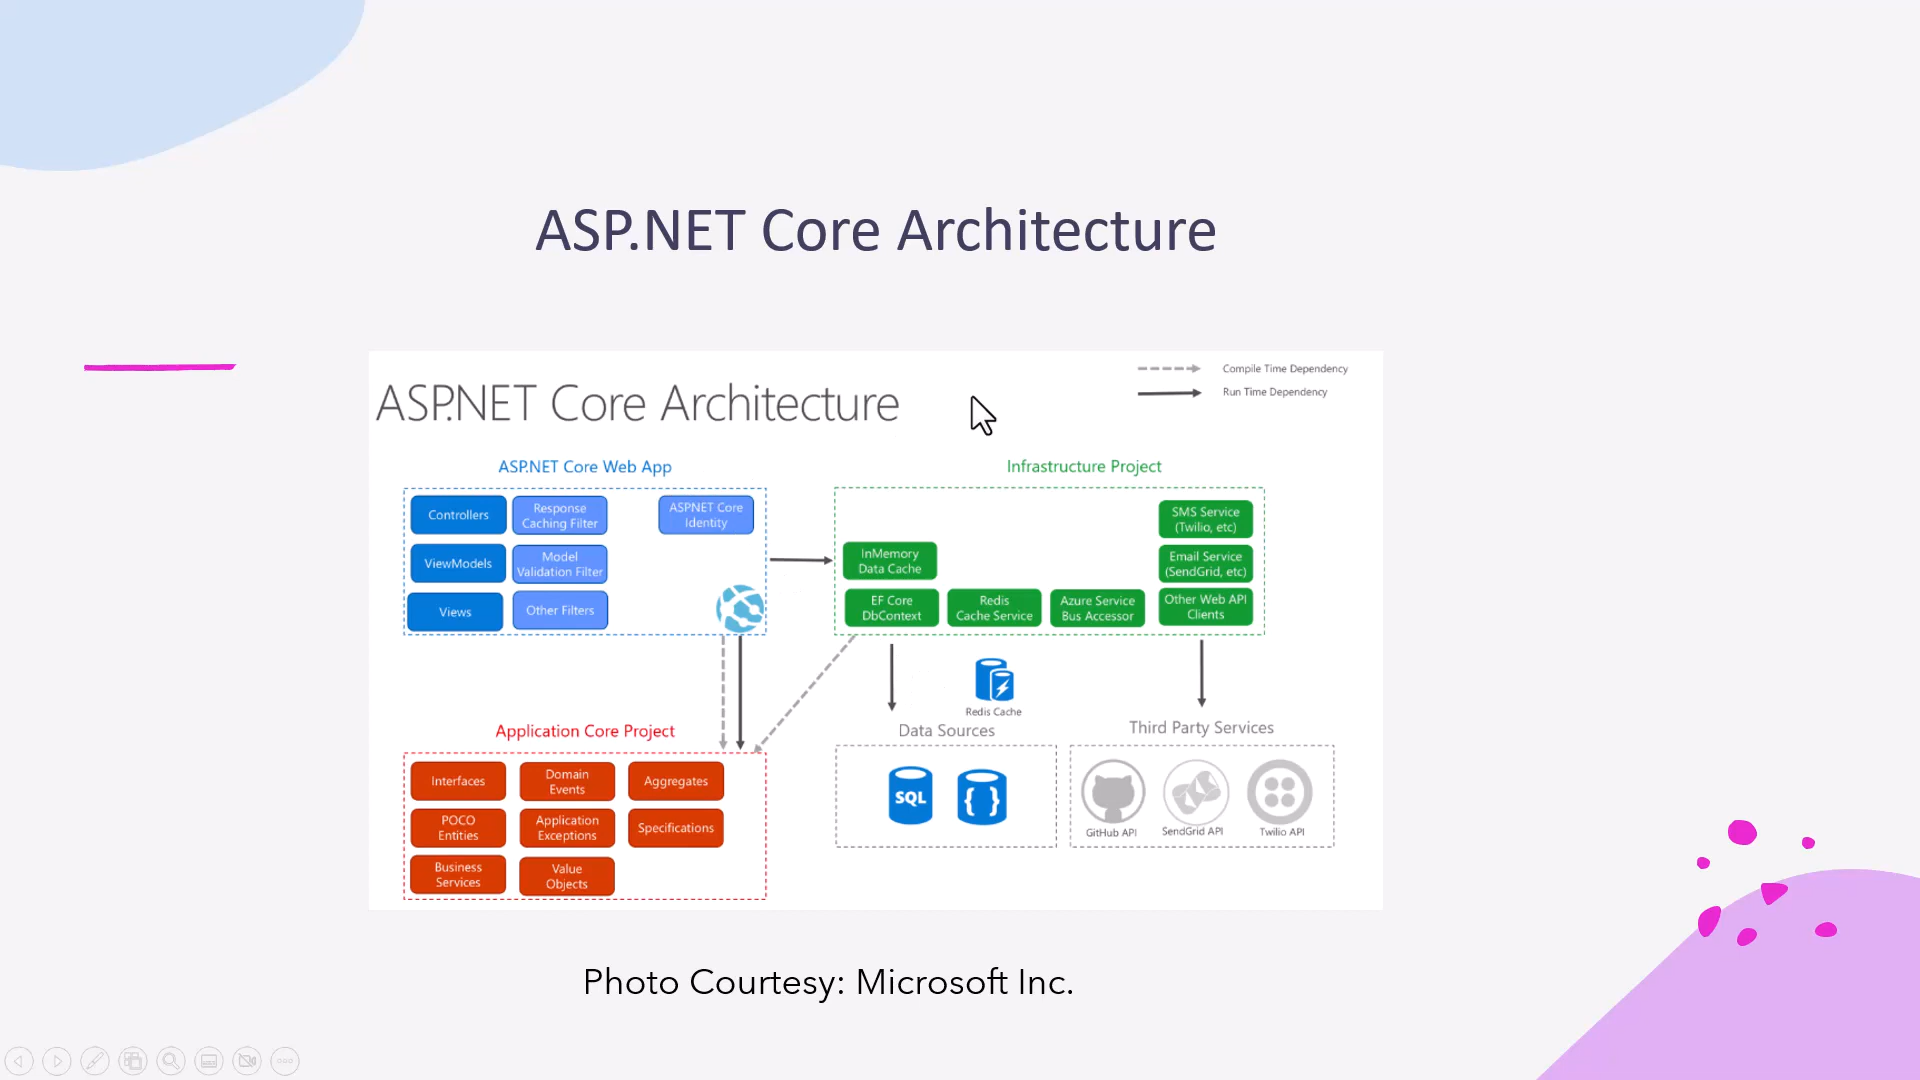 ASP.NET Core Architecture
Compile Time Dependency
Run Time Dependency
ASP.NET Core Architecture
ASP.NET Core Web App
Controllers
Response
Caching Filter
ASP.NET Core
Identity
ViewModels
Model
Validation Filter
Views
Other Filters
Infrastructure Project
SMS Service
(Twilio, etc)
InMemory
Data Cache
Email Service
(SendGrid, etc)
EF Core
DbContext
Redis
Cache Service
Azure Service
Bus Accessor
Other Web API
Clients
Redis Cache
Application Core Project
Interfaces
Domain
Events
Aggregates
POCO
Entities
Application
Exceptions
Specifications
Business
Services
Value
Objects
Data Sources
SQL
{ }
Third Party Services
GitHub API
SendGrid API
Twilio API
Photo Courtesy: Microsoft Inc.